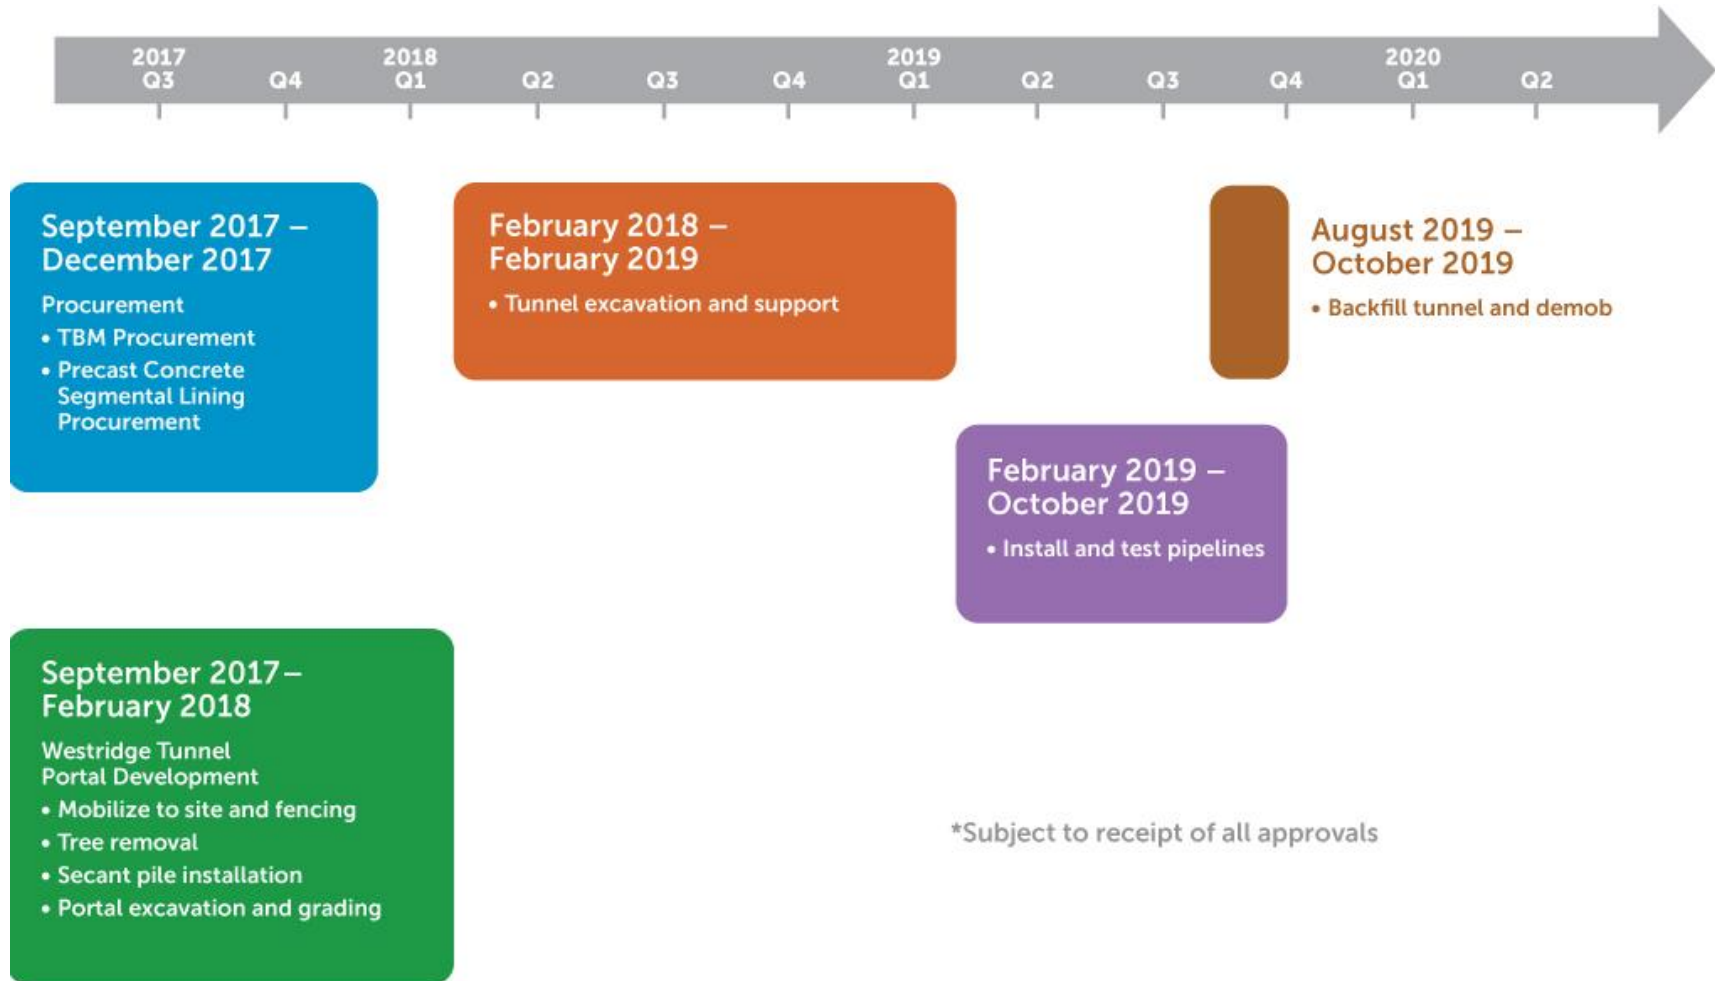 2017
Q3
Q4
2018
Q1
Q2
Q3
Q4
2019
Q1
Q2
Q3
Q4
2020
Q1
Q2
September 2017 –
December 2017
Procurement
• TBM Procurement
• Precast Concrete
Segmental Lining
Procurement
February 2018 –
February 2019
• Tunnel excavation and support
August 2019 –
October 2019
• Backfill tunnel and demob
February 2019 –
October 2019
• Install and test pipelines
September 2017–
February 2018
Westridge Tunnel
Portal Development
• Mobilize to site and fencing
• Tree removal
• Secant pile installation
• Portal excavation and grading
*Subject to receipt of all approvals